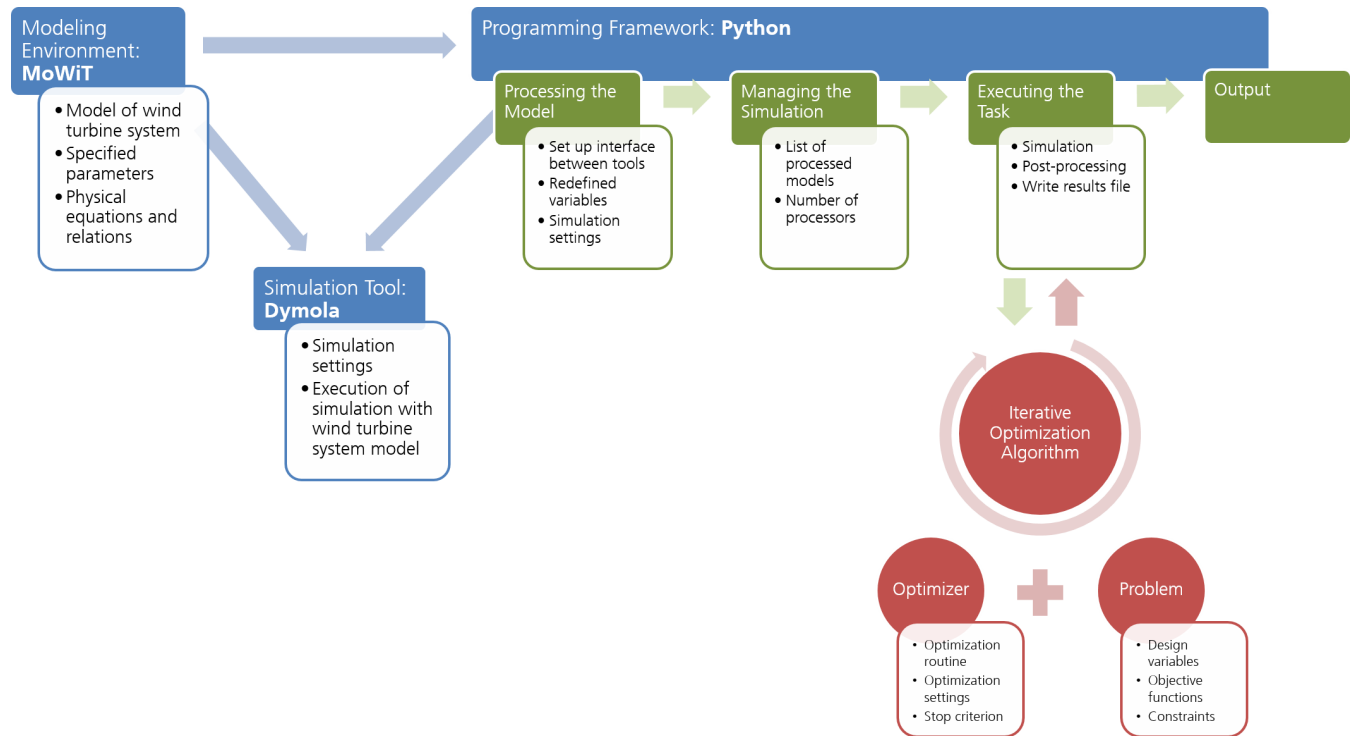 Modeling
Environment:
MoWiT
• Model of wind
turbine system
• Specified
parameters
• Physical
equations and
relations
Programming Framework: Python
Processing the
Model
• Set up interface
between tools
• Redefined
variables
• Simulation
settings
Managing the
Simulation
• List of
processed
models
• Number of
processors
Executing the
Task
• Simulation
• Post-processing
• Write results file
Output
Simulation Tool:
Dymola
• Simulation
settings
• Execution of
simulation with
wind turbine
system model
Iterative
Optimization
Algorithm
Optimizer
• Optimization
routine
• Optimization
settings
• Stop criterion
Problem
• Design
variables
• Objective
functions
• Constraints